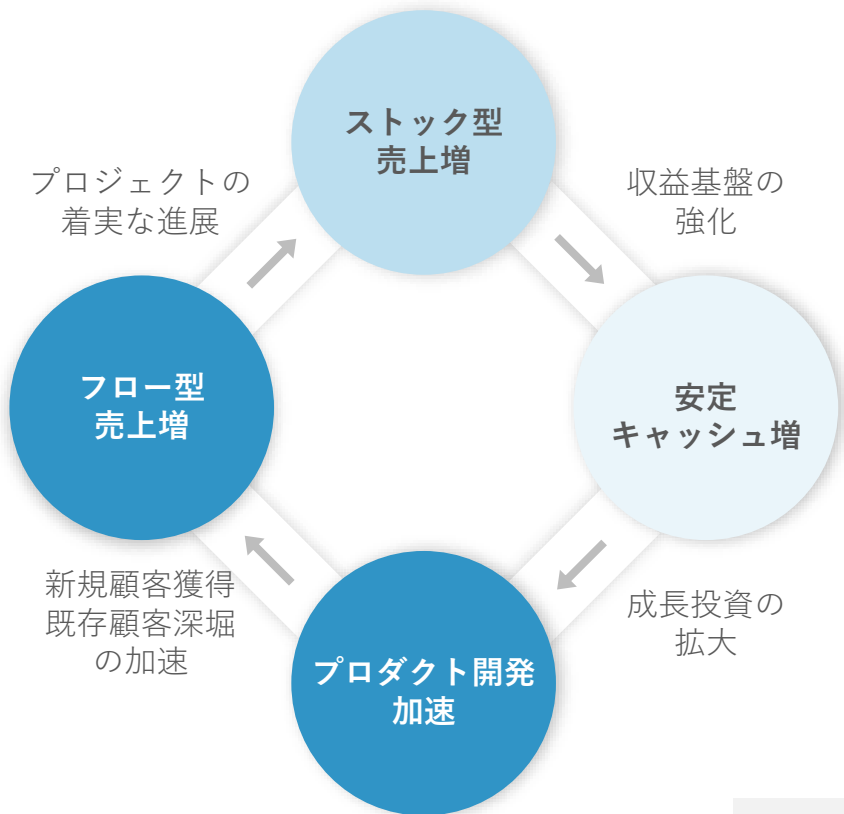 ストック型
売上増
プロジェクトの
着実な進展
収益基盤の
強化
フロー型
売上増
安定
キャッシュ増
新規顧客獲得
既存顧客深堀
の加速
成長投資の
拡大
プロダクト開発
加速